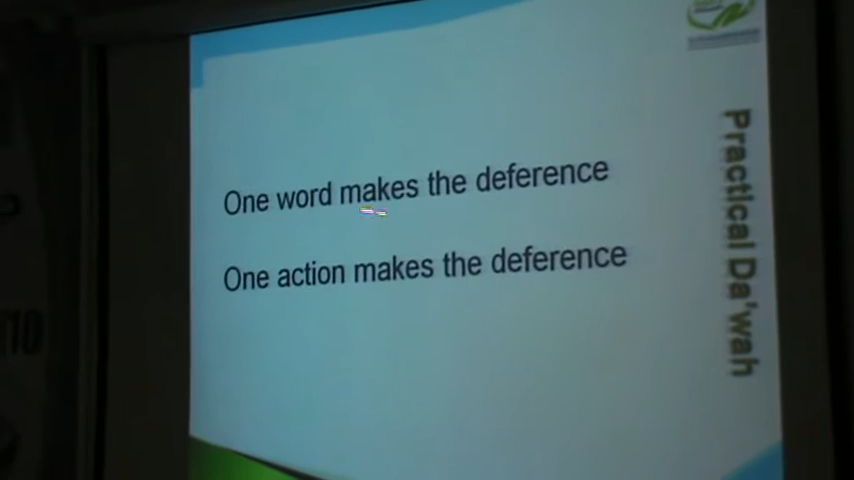 One word makes the deference
One action makes the deference
Practical Da'wah